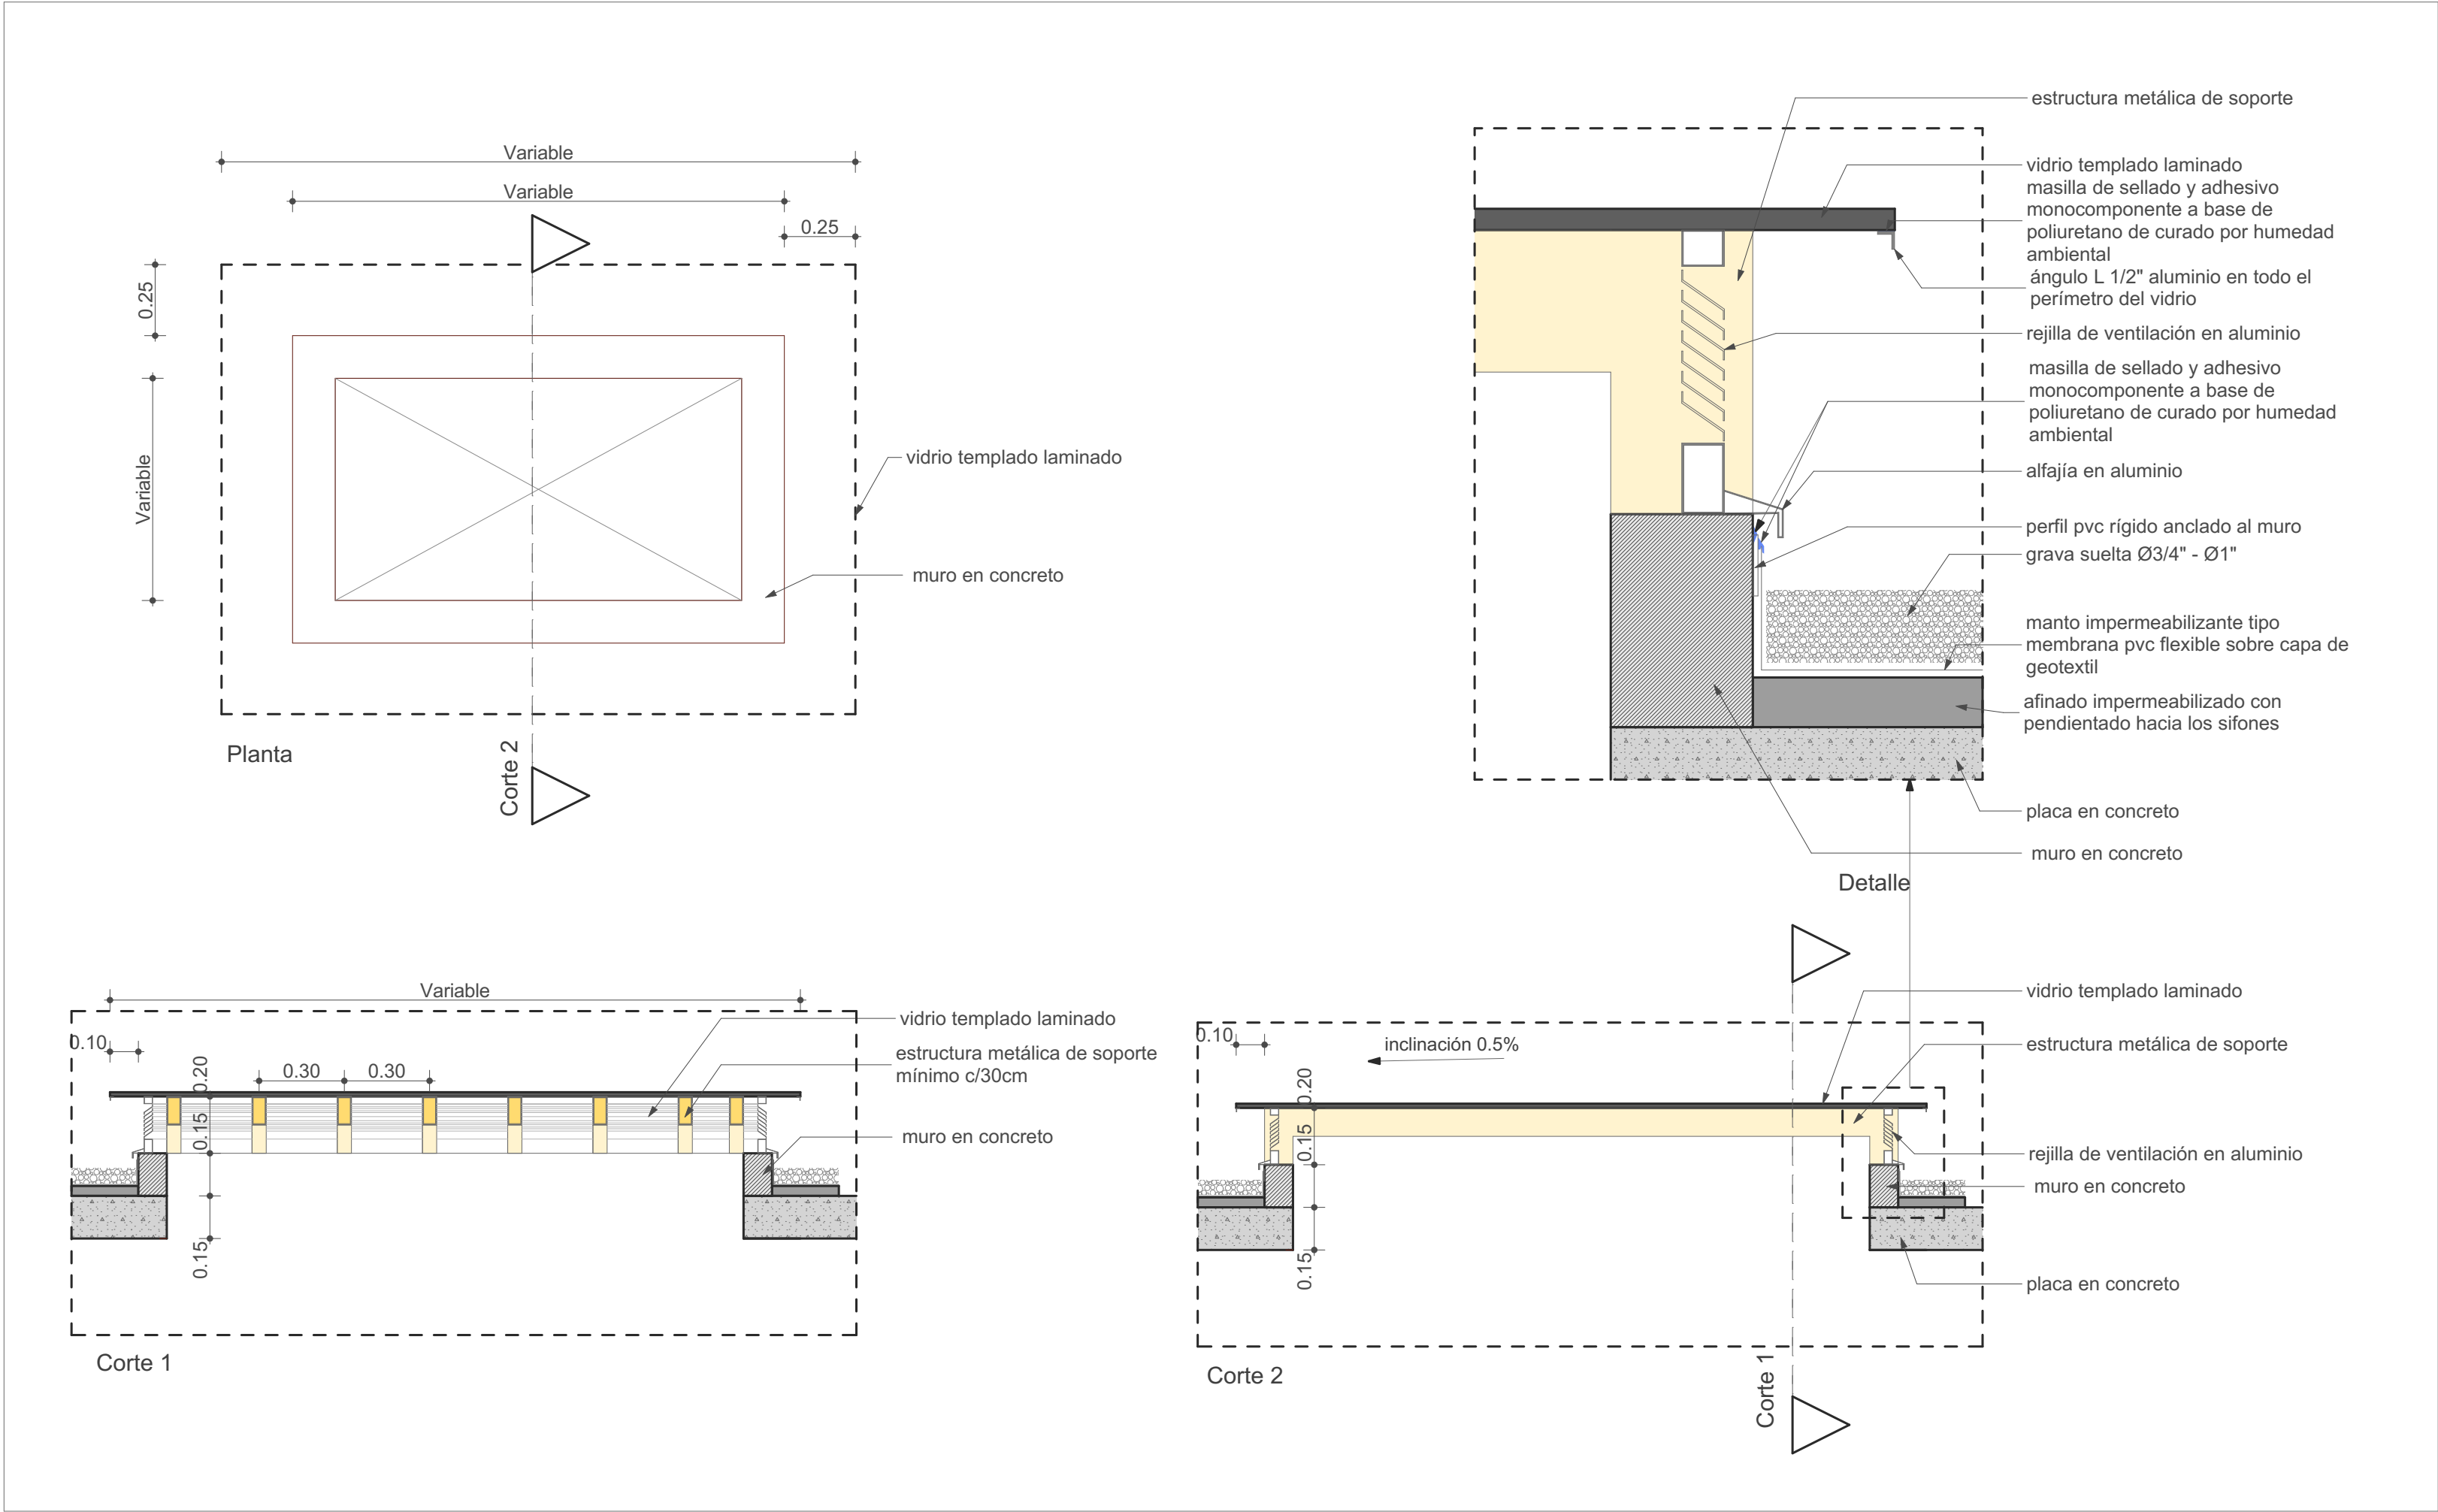 Variable
Variable
0.25
0.25
Variable
vidrio templado laminado
muro en concreto
Planta
Corte 2
estructura metálica de soporte
vidrio templado laminado
masilla de sellado y adhesivo
monocomponente a base de
poliuretano de curado por humedad
ambiental
ángulo L 1/2" aluminio en todo el
perímetro del vidrio
rejilla de ventilación en aluminio
masilla de sellado y adhesivo
monocomponente a base de
poliuretano de curado por humedad
ambiental
alfajía en aluminio
perfil pvc rígido anclado al muro
grava suelta Ø3/4" - Ø1"
manto impermeabilizante tipo
membrana pvc flexible sobre capa de
geotextil
afinado impermeabilizado con
pendientado hacia los sifones
placa en concreto
muro en concreto
Detalle
Variable
0.10
0.30
0.30
0.20
0.15
0.15
vidrio templado laminado
estructura metálica de soporte
mínimo c/30cm
muro en concreto
Corte 1
0.10
inclinación 0.5%
0.20
0.15
0.15
vidrio templado laminado
estructura metálica de soporte
rejilla de ventilación en aluminio
muro en concreto
placa en concreto
Corte 2
Corte 1